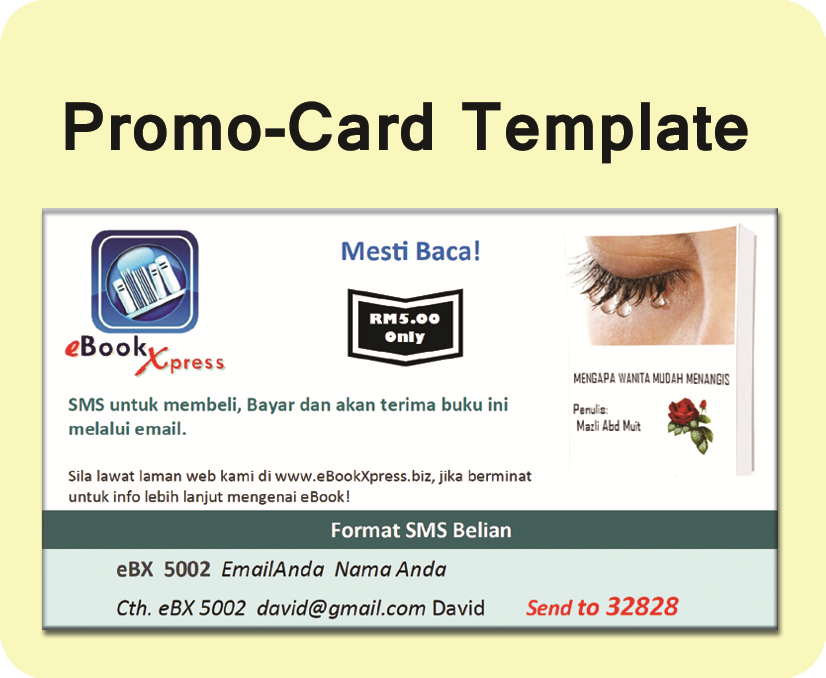 Promo-Card Template
eBook
Xpress
Mesti Baca!
RM5.00
Only
MENGAPA WANITA MUDAH MENANGIS
Penulis:
Mazli Abd Muit
SMS untuk membeli, Bayar dan akan terima buku ini
melalui email.
Sila lawat laman web kami di www.eBookXpress.biz, jika berminat
untuk info lebih lanjut mengenai eBook!
Format SMS Belian
eBX 5002 EmailAnda Nama Anda
Cth. eBX 5002 david@gmail.com David Send to 32828